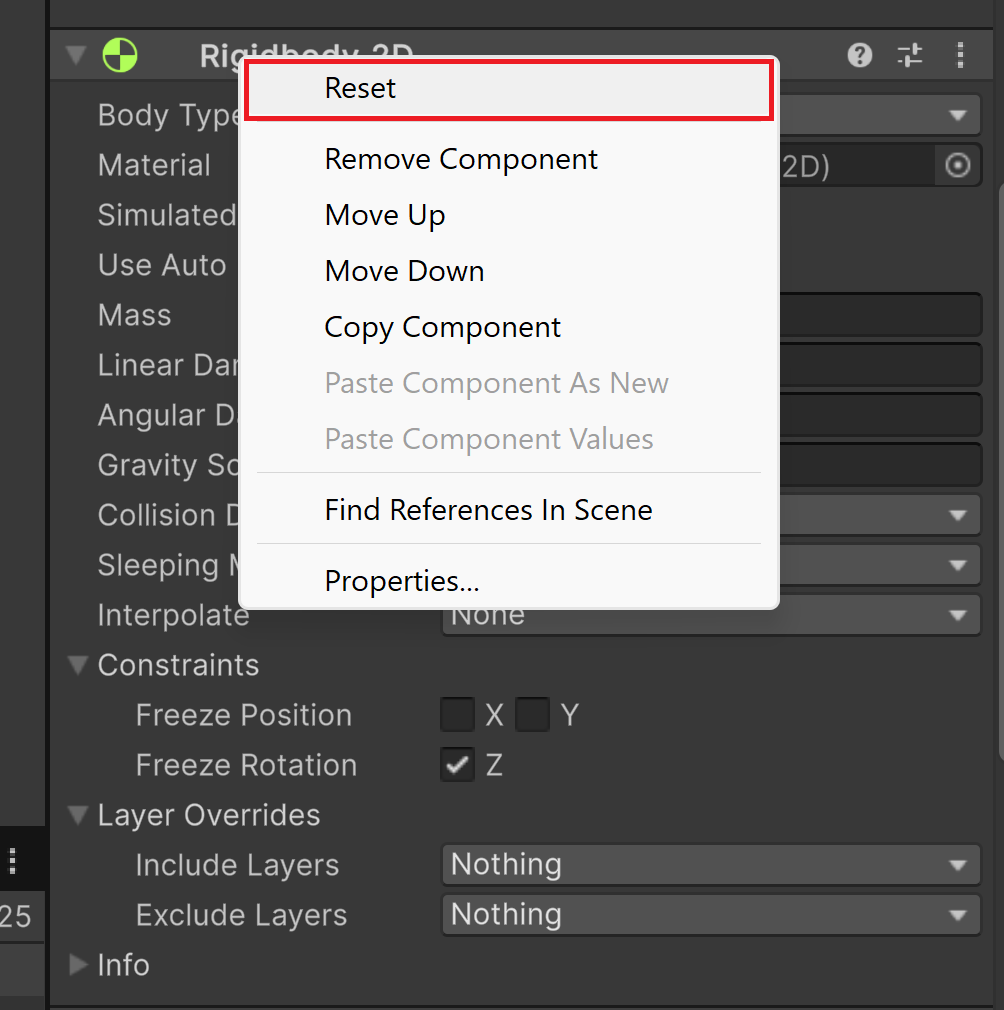 Rigidbody 2D
Reset
Body Type
Remove Component
Material
2D)
Move Up
Simulated
Move Down
Use Auto
Copy Component
Mass
Paste Component As New
Linear Dar
Paste Component Values
Angular Da
Gravity Sc
Find References In Scene
Collision D
Properties...
Sleeping M
Interpolate None
Constraints
Freeze Position X Y
Freeze Rotation Z
Layer Overrides
Include Layers Nothing
Exclude Layers Nothing
25
Info